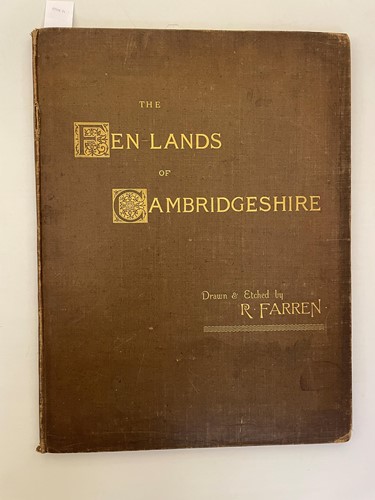 THE
FEN-LANDS
OF
CAMBRIDGESHIRE
Drawn & Etched by
R. FARREN